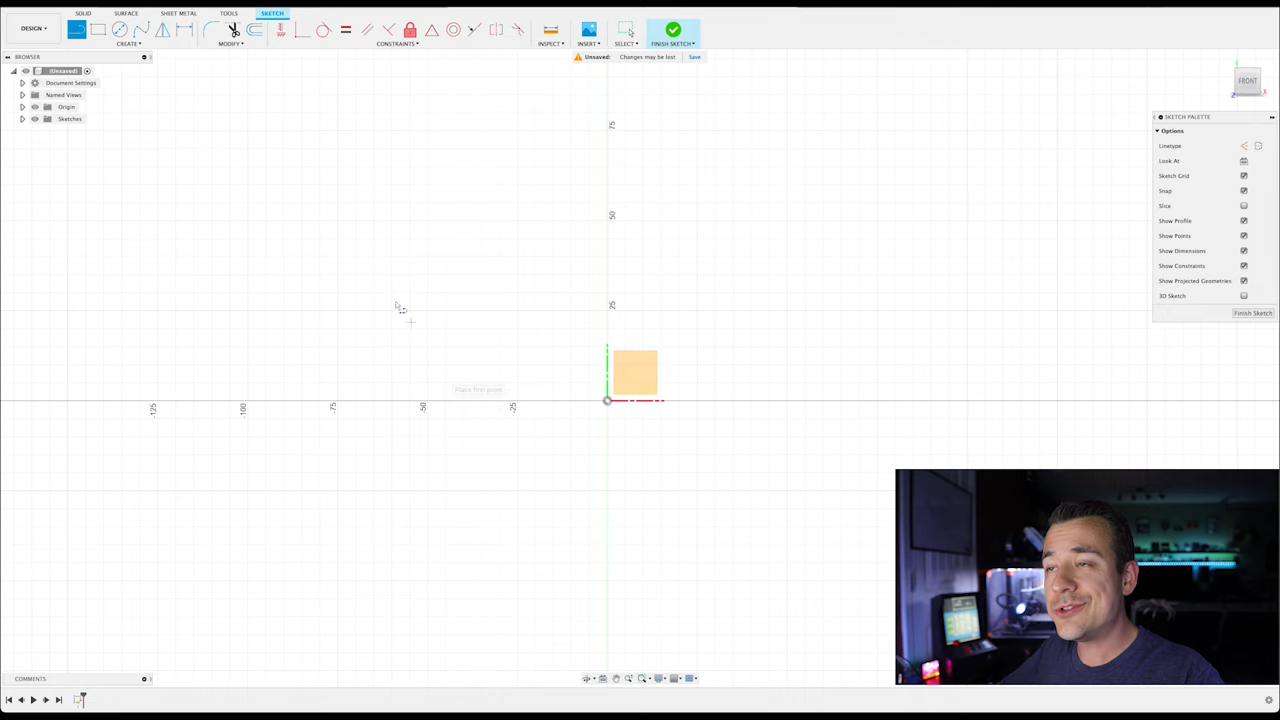 SOLID
SURFACE
SHEET METAL
TOOLS
SKETCH
DESIGN
CREATE
MODIFY
CONSTRAINTS
INSPECT
INSERT
SELECT
FINISH SKETCH
BROWSER
Unsaved: Changes may be lost Save
(Unsaved)
Document Settings
Named Views
Origin
Sketches
FRONT
Z
X
SKETCH PALETTE
Options
Linetype
Look At
Sketch Grid
Snap
Slice
Show Profile
Show Points
Show Dimensions
Show Constraints
Show Projected Geometries
3D Sketch
Finish Sketch
75
50
25
Place first point
-125
-100
-75
-50
-25
COMMENTS